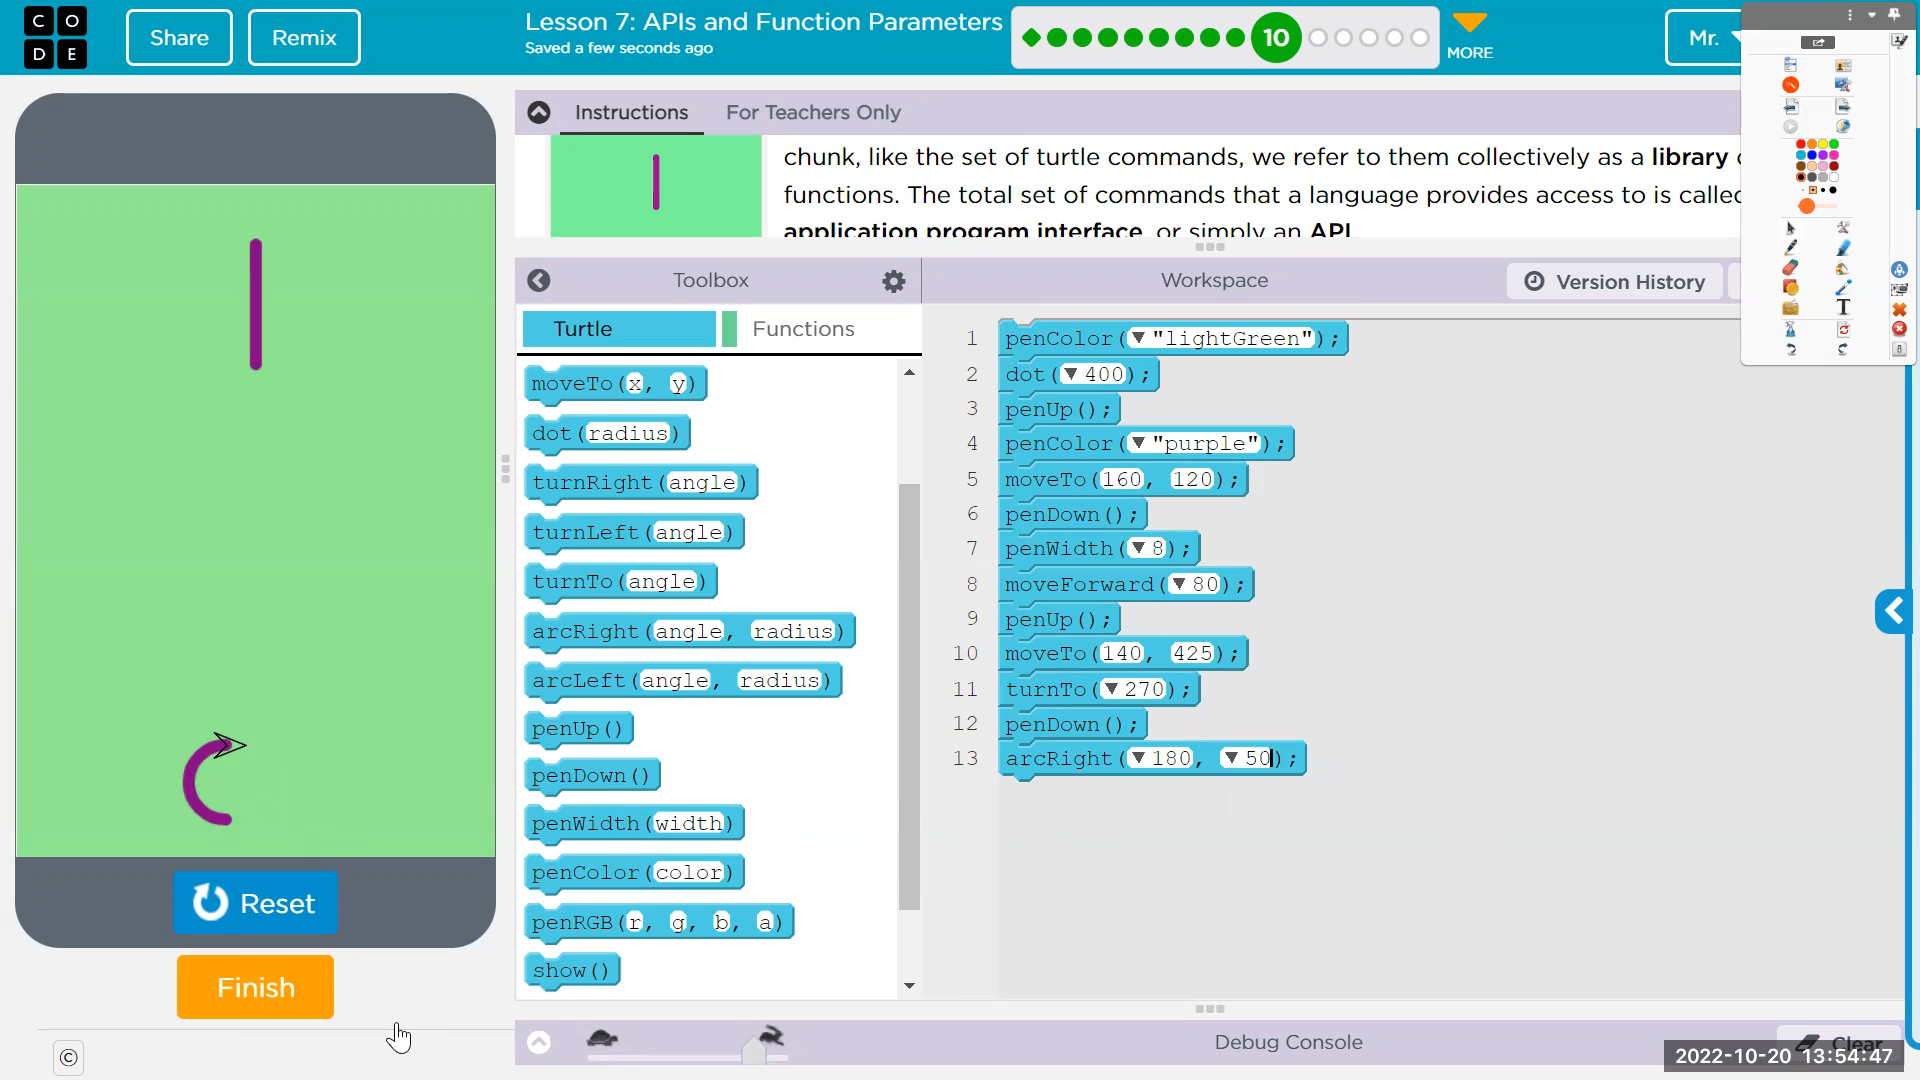 C O
D E
Share
Remix
Lesson 7: APIs and Function Parameters
Saved a few seconds ago
10
MORE
Mr.
Instructions
For Teachers Only
chunk, like the set of turtle commands, we refer to them collectively as a library
functions. The total set of commands that a language provides access to is called
application program interface, or simply an API
Toolbox
Workspace
Version History
Turtle
Functions
moveTo(x, y)
dot(radius)
turnRight(angle)
turnLeft(angle)
turnTo(angle)
arcRight(angle, radius)
arcLeft(angle, radius)
penUp()
penDown()
penWidth(width)
penColor(color)
penRGB(r, g, b, a)
show()
1 penColor(▼"lightGreen");
2 dot(▼400);
3 penUp();
4 penColor(▼"purple");
5 moveTo(160, 120);
6 penDown();
7 penWidth(▼8);
8 moveForward(▼80);
9 penUp();
10 moveTo(140, 425);
11 turnTo(▼270);
12 penDown();
13 arcRight(▼180, ▼50);
Reset
Finish
©
Debug Console
Clear
2022-10-20 13:54:47